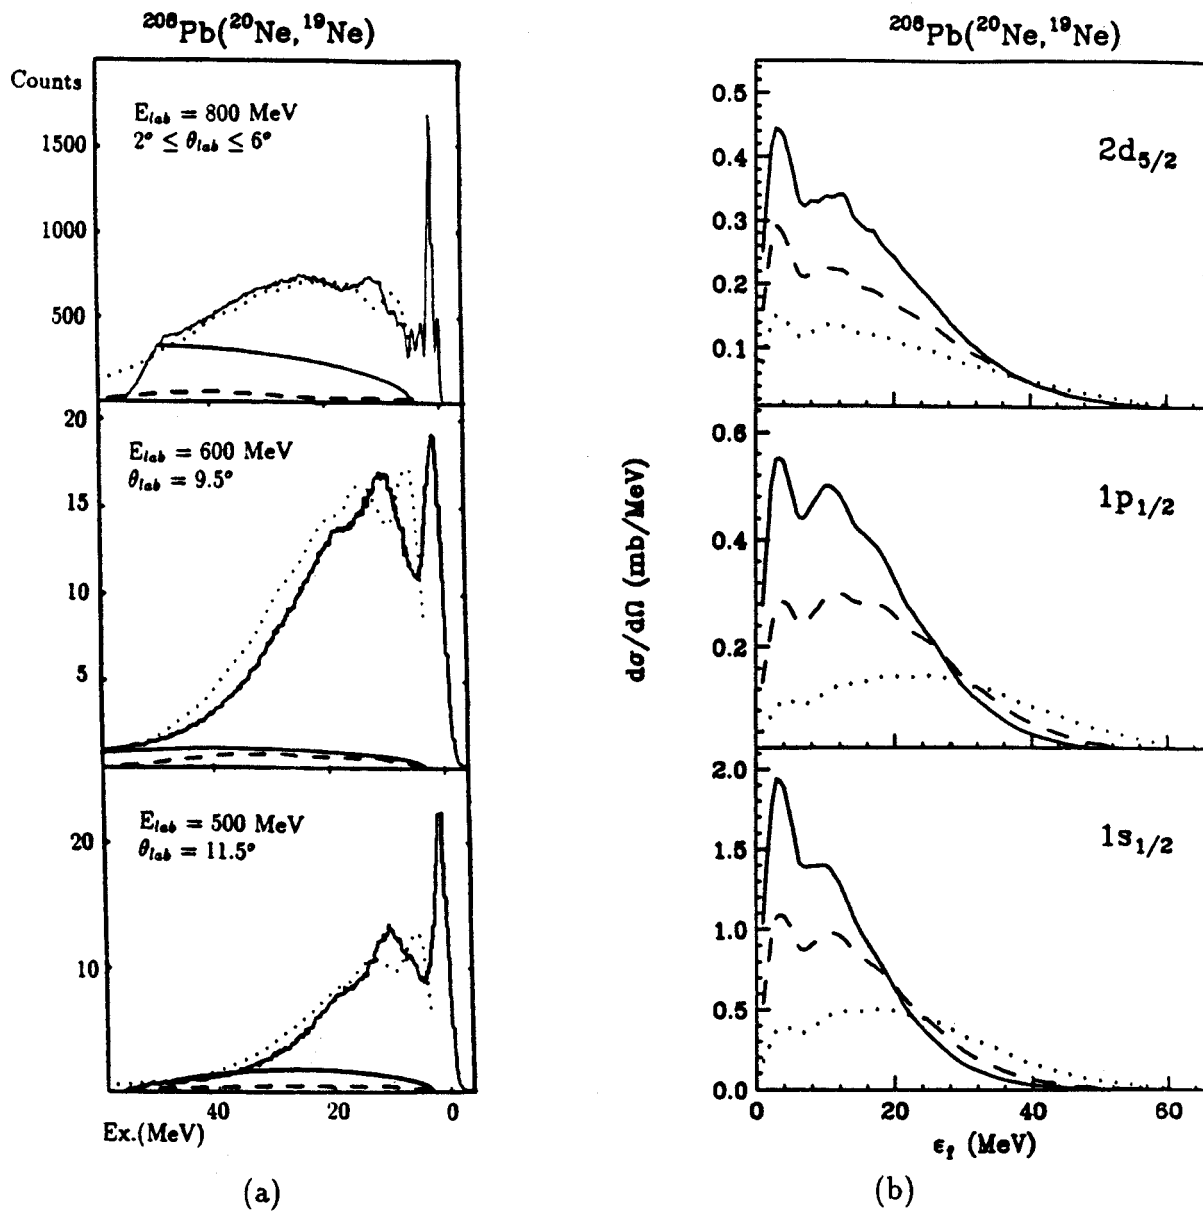 ²⁰⁸Pb(²⁰Ne,¹⁹Ne)
Counts
E_lab = 800 MeV
2° ≤ θ_lab ≤ 6°
1500
1000
500
20
E_lab = 600 MeV
θ_lab = 9.5°
15
10
5
E_lab = 500 MeV
θ_lab = 11.5°
20
10
40 20 0
Ex.(MeV)
(a)
²⁰⁸Pb(²⁰Ne,¹⁹Ne)
0.5
2d₅/₂
0.4
0.3
0.2
0.1
0.6
1p₁/₂
0.4
0.2
dσ/dΩ (mb/MeV)
2.0
1s₁/₂
1.5
1.0
0.5
0.0
0 20 40 60
ε_f (MeV)
(b)